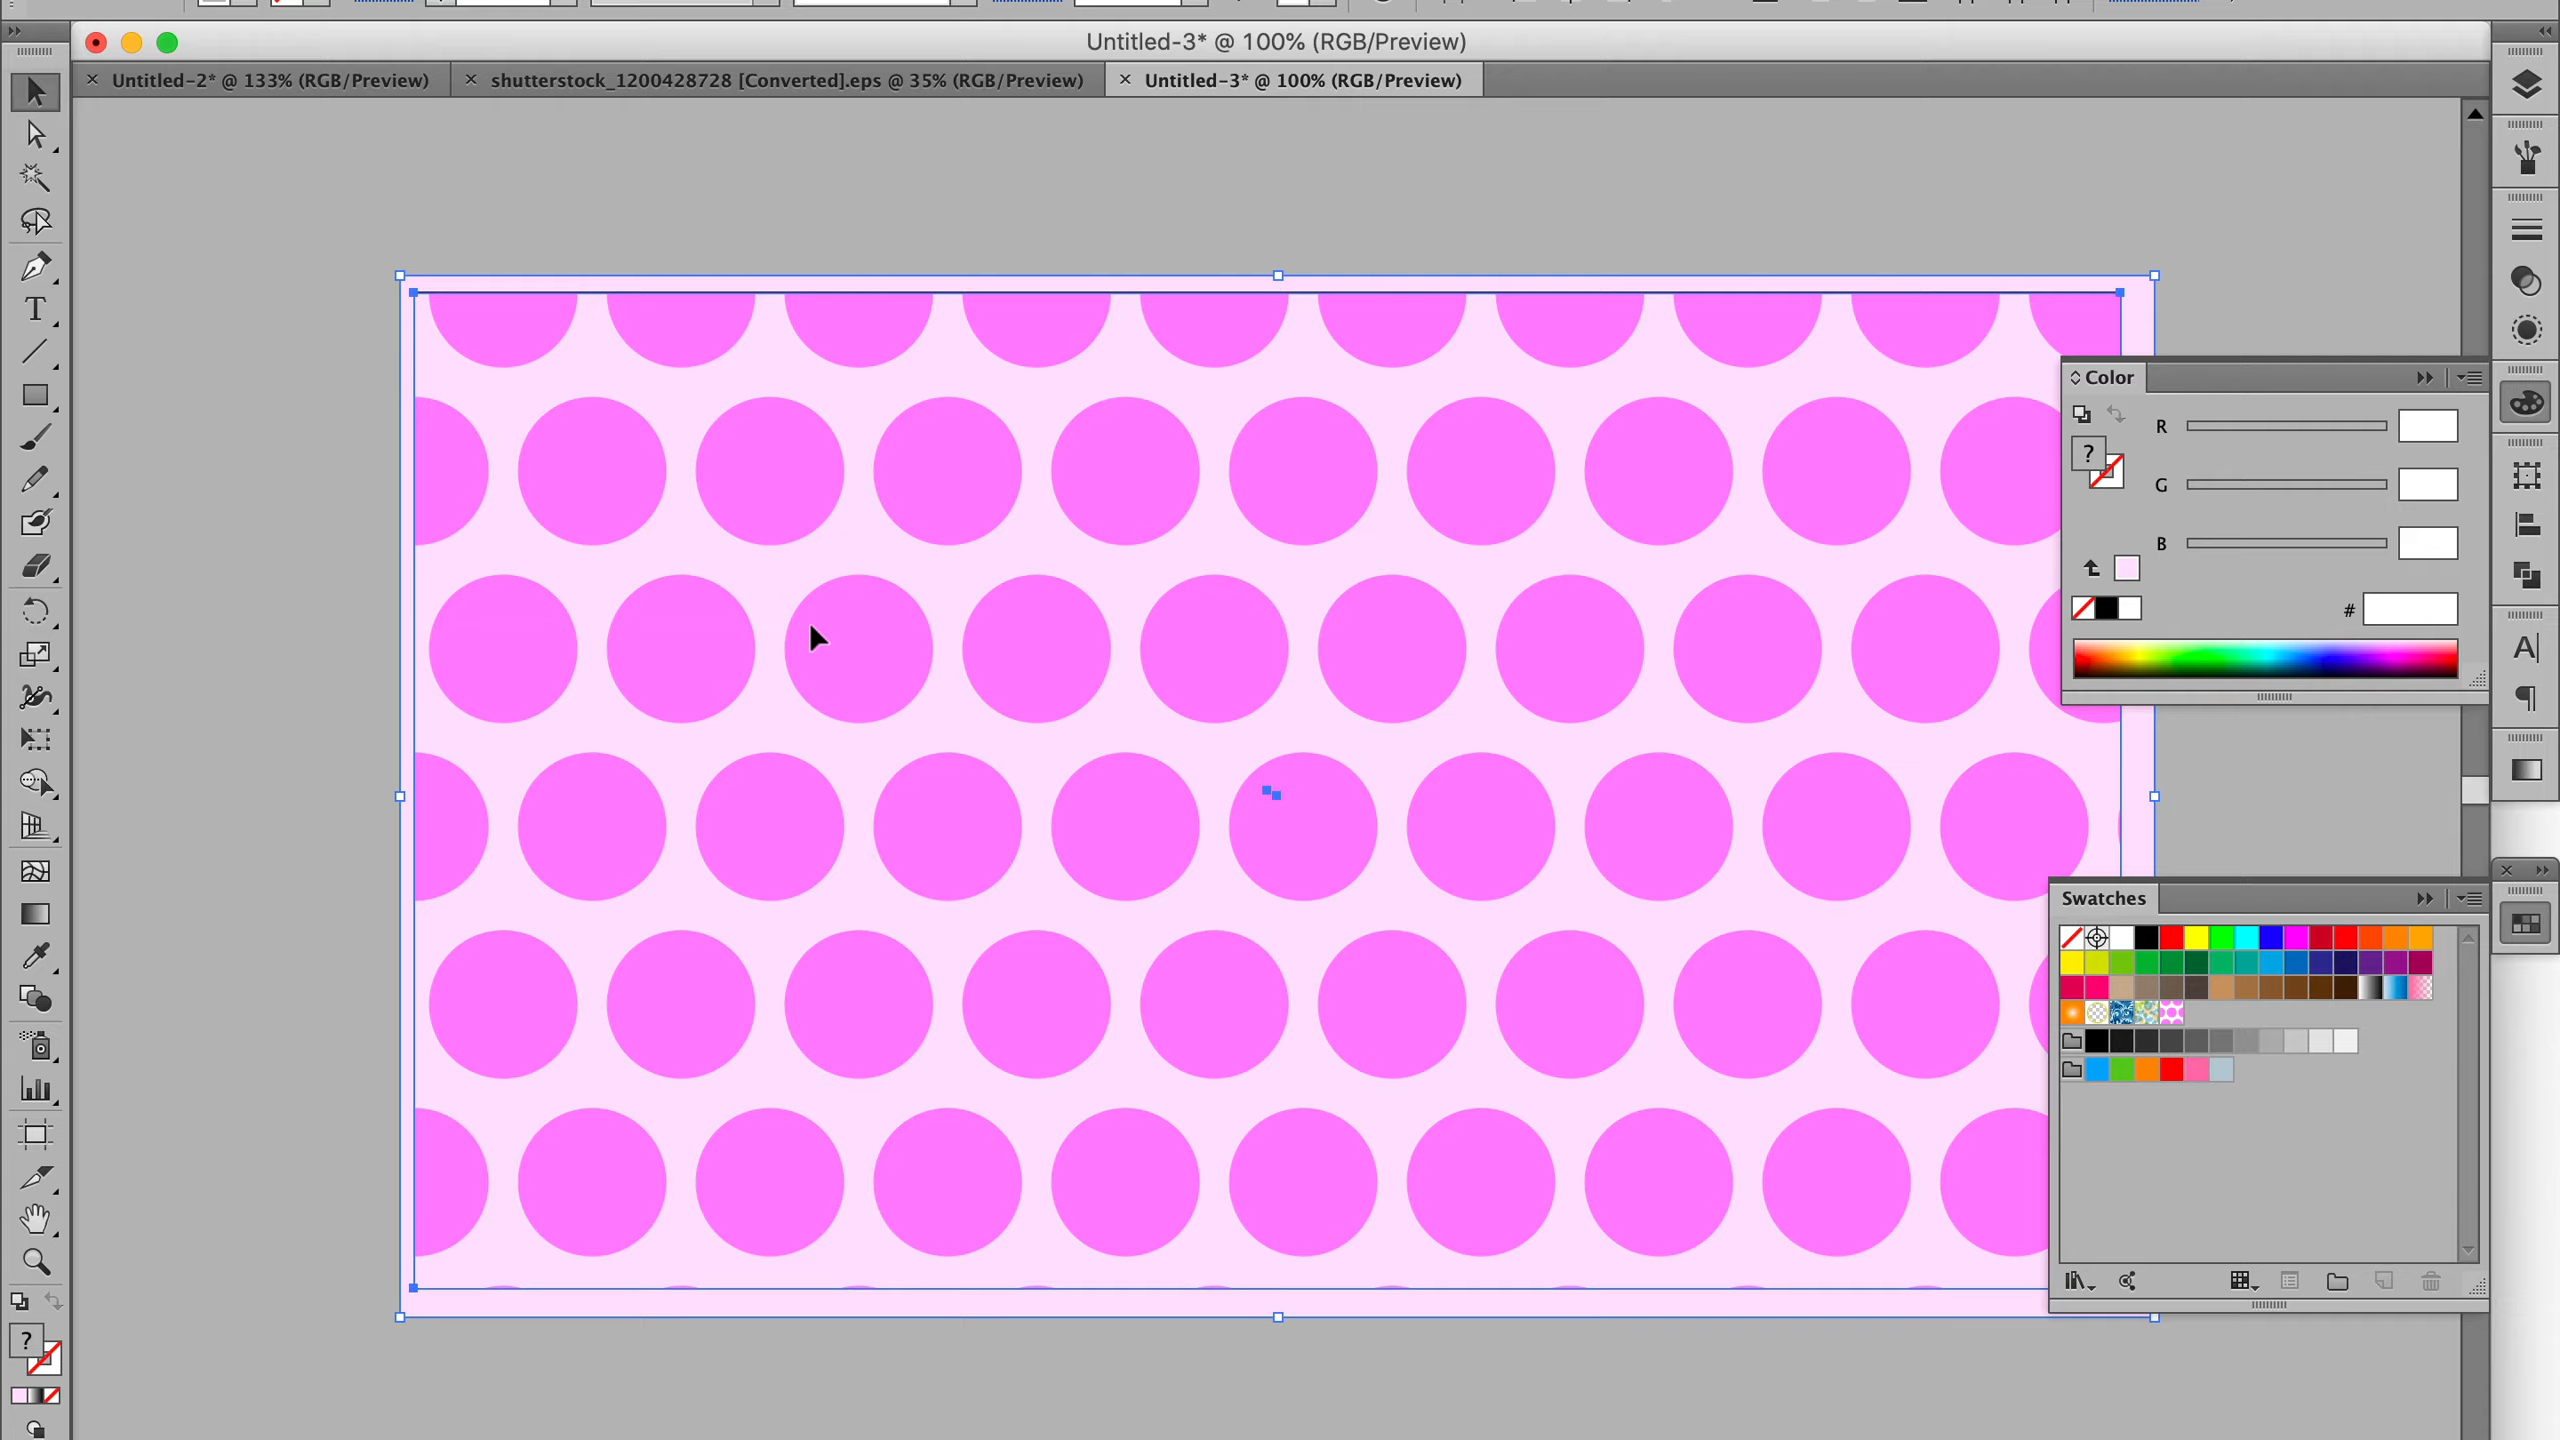 Untitled-3* @ 100% (RGB/Preview)
Untitled-2* @ 133% (RGB/Preview)
shutterstock_1200428728 [Converted].eps @ 35% (RGB/Preview)
Untitled-3* @ 100% (RGB/Preview)
Color
R
G
B
?
#
Swatches
?